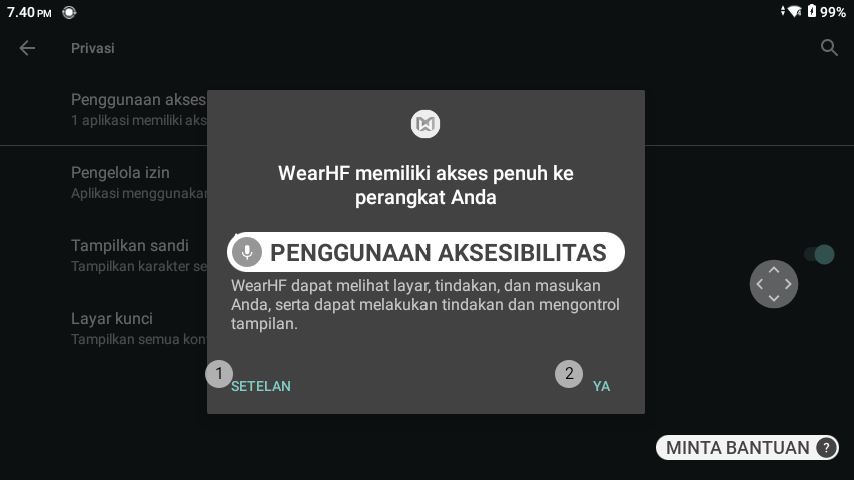 7.40 PM
99%
Privasi
Penggunaan akses
1 aplikasi memiliki aks
Pengelola izin
Aplikasi menggunakan
Tampilkan sandi
Tampilkan karakter se
Layar kunci
Tampilkan semua kon
WearHF memiliki akses penuh ke
perangkat Anda
PENGGUNAAN AKSESIBILITAS
WearHF dapat melihat layar, tindakan, dan masukan
Anda, serta dapat melakukan tindakan dan mengontrol
tampilan.
1
SETELAN
2
YA
MINTA BANTUAN ?